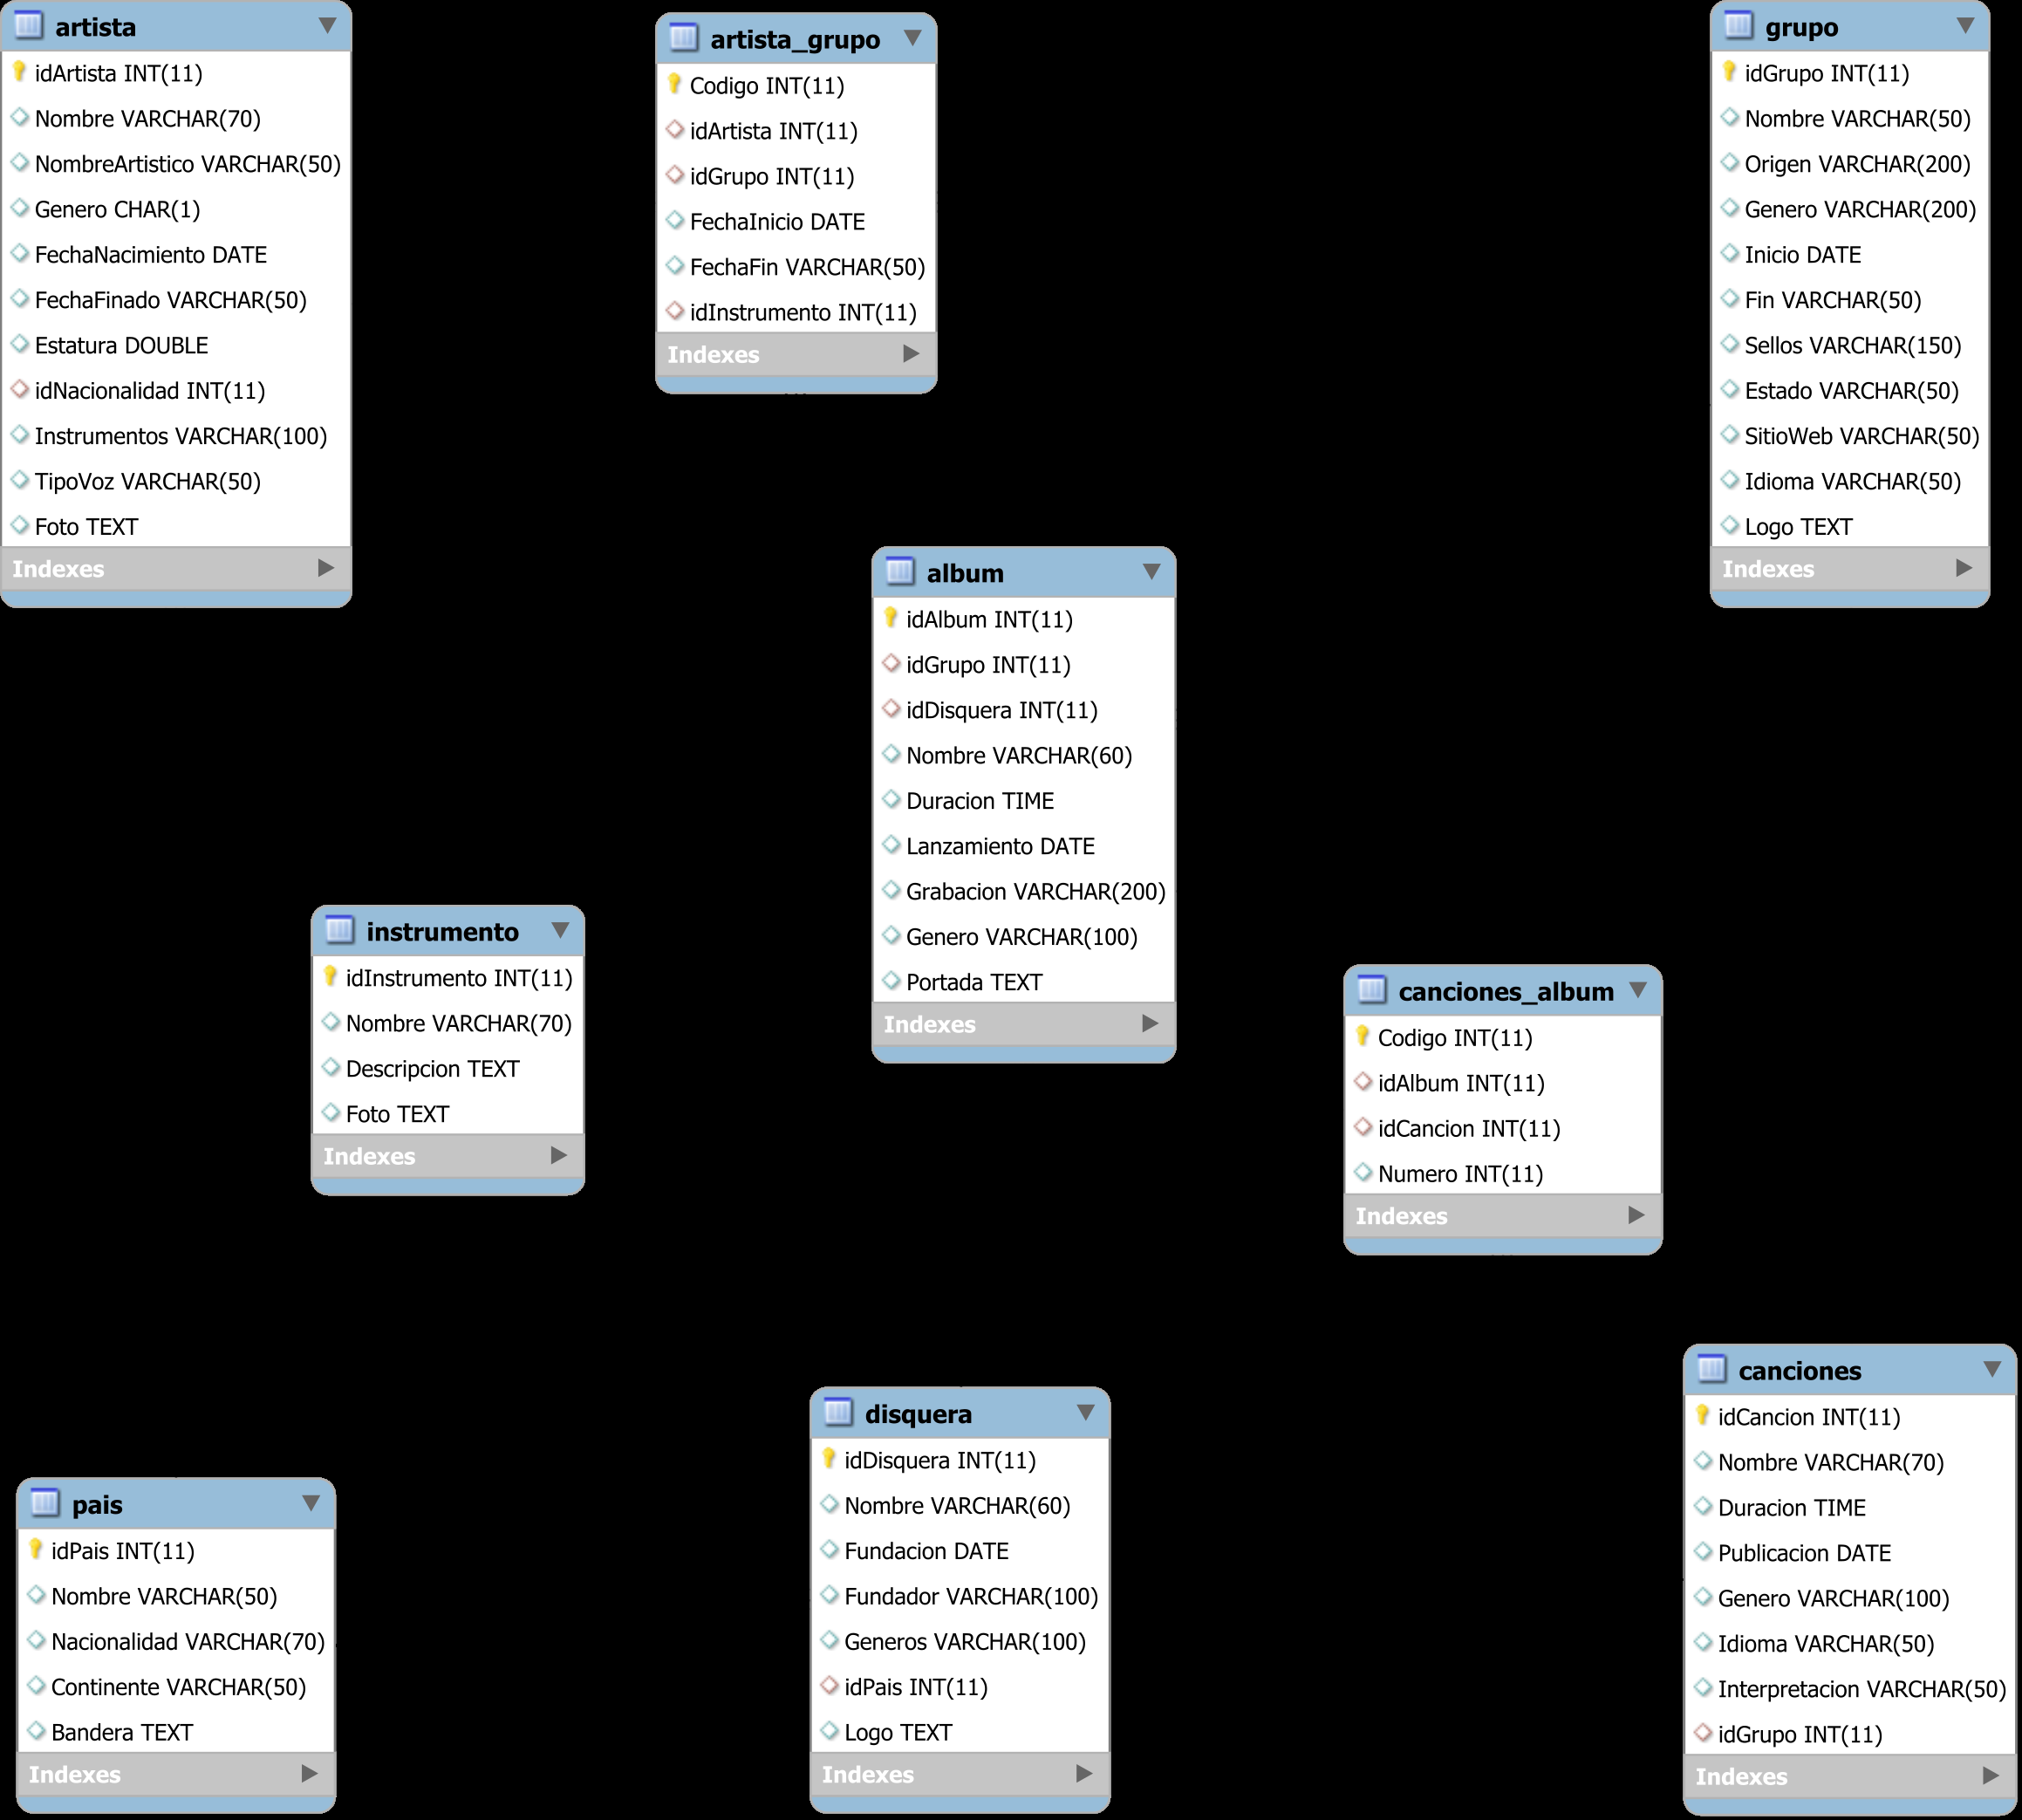 artista
idArtista INT(11)
Nombre VARCHAR(70)
NombreArtistico VARCHAR(50)
Genero CHAR(1)
FechaNacimiento DATE
FechaFinado VARCHAR(50)
Estatura DOUBLE
idNacionalidad INT(11)
Instrumentos VARCHAR(100)
TipoVoz VARCHAR(50)
Foto TEXT
Indexes
artista_grupo
Codigo INT(11)
idArtista INT(11)
idGrupo INT(11)
FechaInicio DATE
FechaFin VARCHAR(50)
idInstrumento INT(11)
Indexes
grupo
idGrupo INT(11)
Nombre VARCHAR(50)
Origen VARCHAR(200)
Genero VARCHAR(200)
Inicio DATE
Fin VARCHAR(50)
Sellos VARCHAR(150)
Estado VARCHAR(50)
SitioWeb VARCHAR(50)
Idioma VARCHAR(50)
Logo TEXT
Indexes
album
idAlbum INT(11)
idGrupo INT(11)
idDisquera INT(11)
Nombre VARCHAR(60)
Duracion TIME
Lanzamiento DATE
Grabacion VARCHAR(200)
Genero VARCHAR(100)
Portada TEXT
Indexes
instrumento
idInstrumento INT(11)
Nombre VARCHAR(70)
Descripcion TEXT
Foto TEXT
Indexes
canciones_album
Codigo INT(11)
idAlbum INT(11)
idCancion INT(11)
Numero INT(11)
Indexes
pais
idPais INT(11)
Nombre VARCHAR(50)
Nacionalidad VARCHAR(70)
Continente VARCHAR(50)
Bandera TEXT
Indexes
disquera
idDisquera INT(11)
Nombre VARCHAR(60)
Fundacion DATE
Fundador VARCHAR(100)
Generos VARCHAR(100)
idPais INT(11)
Logo TEXT
Indexes
canciones
idCancion INT(11)
Nombre VARCHAR(70)
Duracion TIME
Publicacion DATE
Genero VARCHAR(100)
Idioma VARCHAR(50)
Interpretacion VARCHAR(50)
idGrupo INT(11)
Indexes